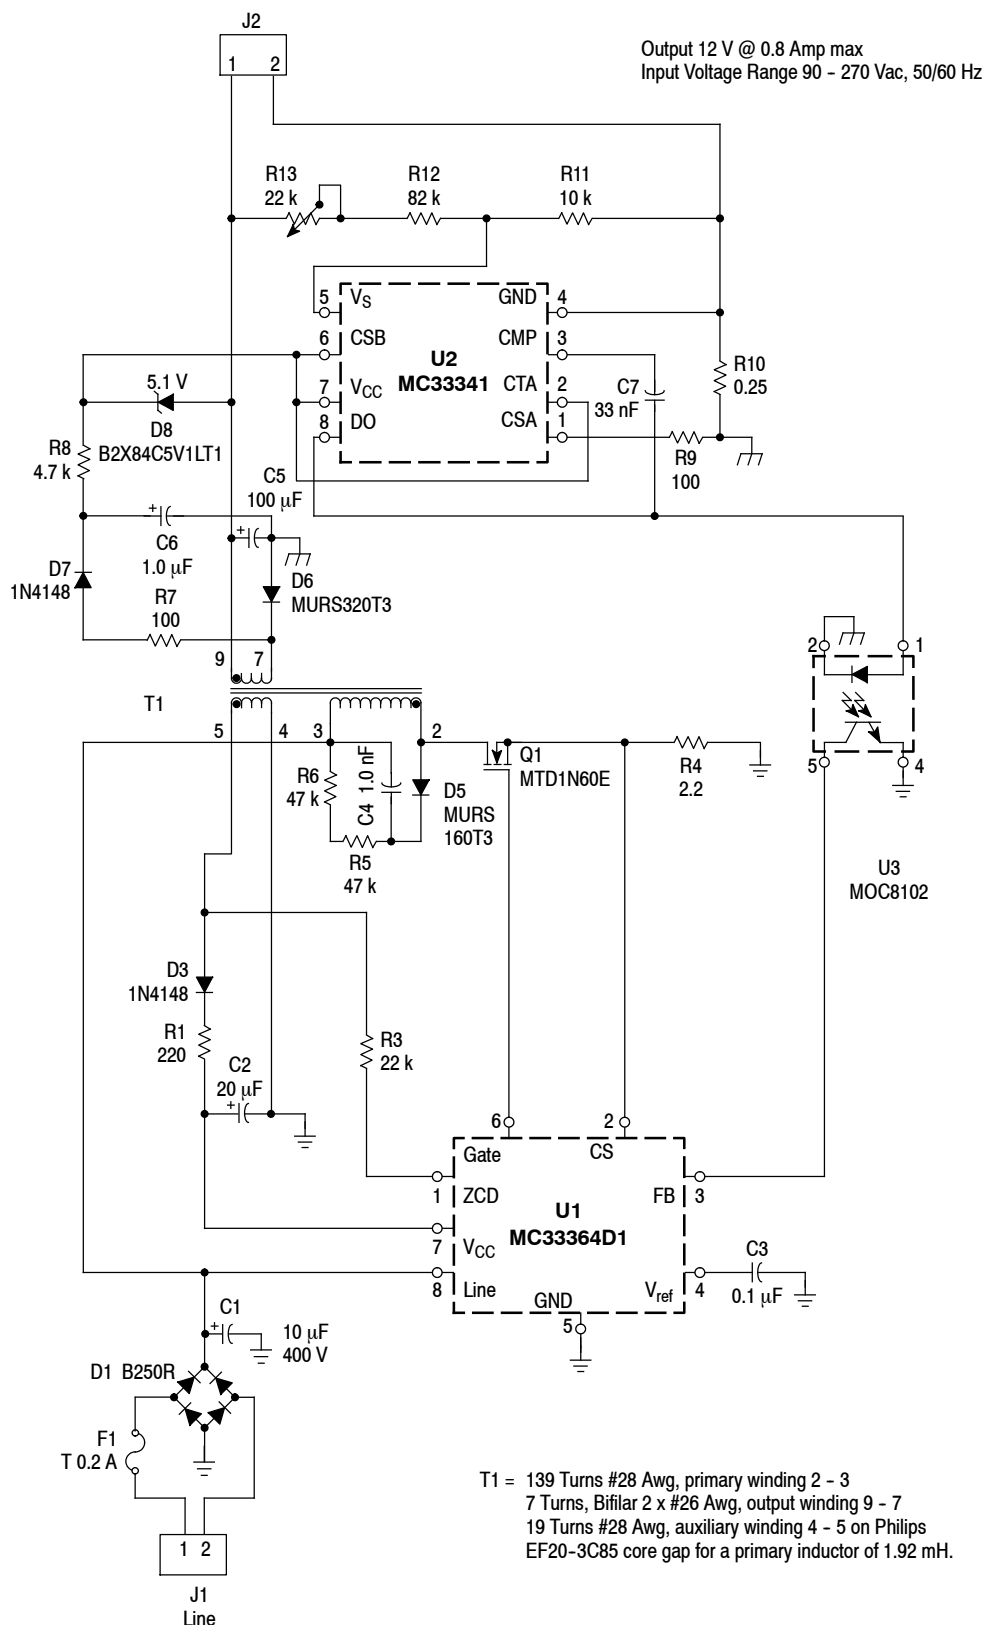 J2
1 2
Output 12 V @ 0.8 Amp max
Input Voltage Range 90 - 270 Vac, 50/60 Hz
R13
22 k
R12
82 k
R11
10 k
5
VS
GND
4
6
CSB
CMP
3
U2
MC33341
7
VCC
CTA
2
8
DO
CSA
1
C7
33 nF
R10
0.25
R9
100
5.1 V
D8
B2X84C5V1LT1
R8
4.7 k
C5
100 µF
+
+
C6
1.0 µF
D7
1N4148
R7
100
D6
MURS320T3
9 7
T1
5 4 3 2
2 1
5 4
U3
MOC8102
R6
47 k
C4 1.0 nF
D5
MURS
160T3
R5
47 k
Q1
MTD1N60E
R4
2.2
D3
1N4148
R1
220
C2
20 µF
+
R3
22 k
6
Gate
2
CS
1
ZCD
FB
3
U1
MC33364D1
7
VCC
8
Line
GND
5
Vref
4
C3
0.1 µF
C1
+
10 µF
400 V
D1 B250R
F1
T 0.2 A
1 2
J1
Line
T1 = 139 Turns #28 Awg, primary winding 2 - 3
7 Turns, Bifilar 2 x #26 Awg, output winding 9 - 7
19 Turns #28 Awg, auxiliary winding 4 - 5 on Philips
EF20-3C85 core gap for a primary inductor of 1.92 mH.